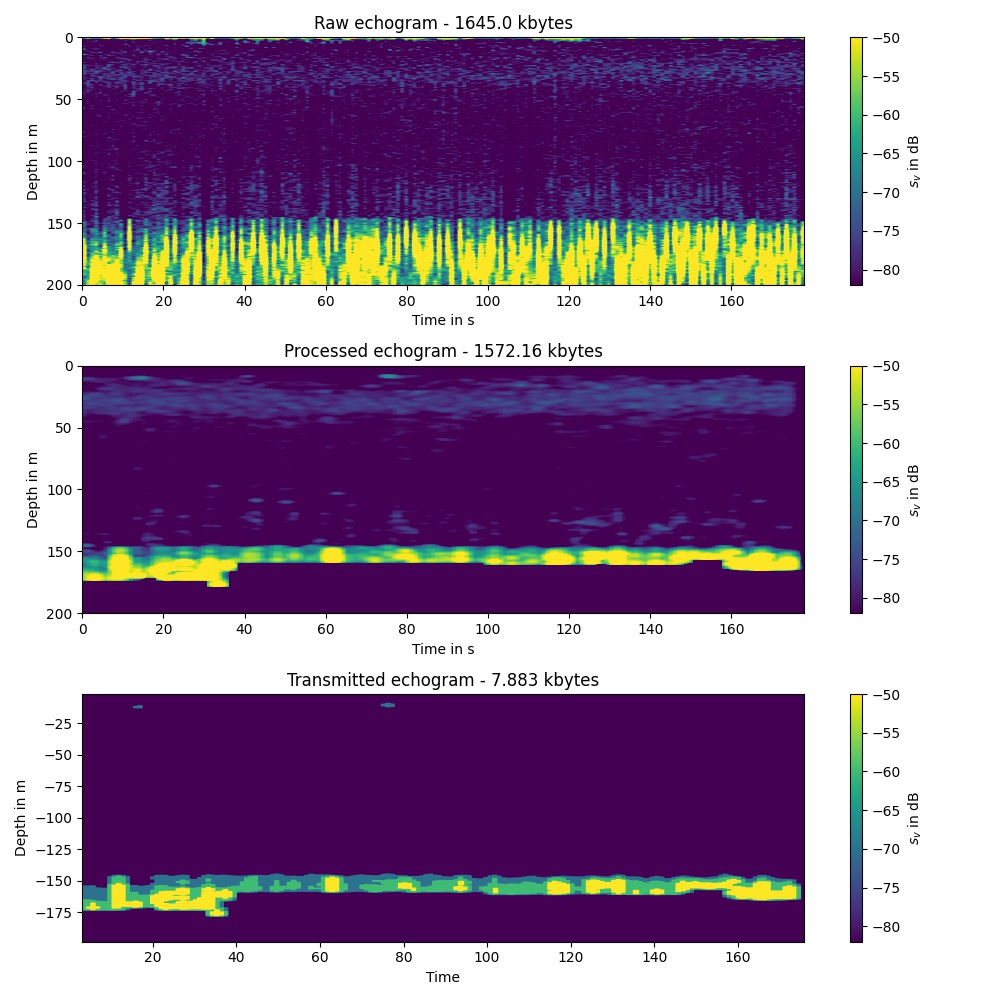 Raw echogram - 1645.0 kbytes
0
50
100
150
200
Depth in m
0 20 40 60 80 100 120 140 160
Time in s
−50
−55
−60
−65
−70
−75
−80
sv in dB
Processed echogram - 1572.16 kbytes
0
50
100
150
200
Depth in m
0 20 40 60 80 100 120 140 160
Time in s
−50
−55
−60
−65
−70
−75
−80
sv in dB
Transmitted echogram - 7.883 kbytes
−25
−50
−75
−100
−125
−150
−175
Depth in m
20 40 60 80 100 120 140 160
Time
−50
−55
−60
−65
−70
−75
−80
sv in dB